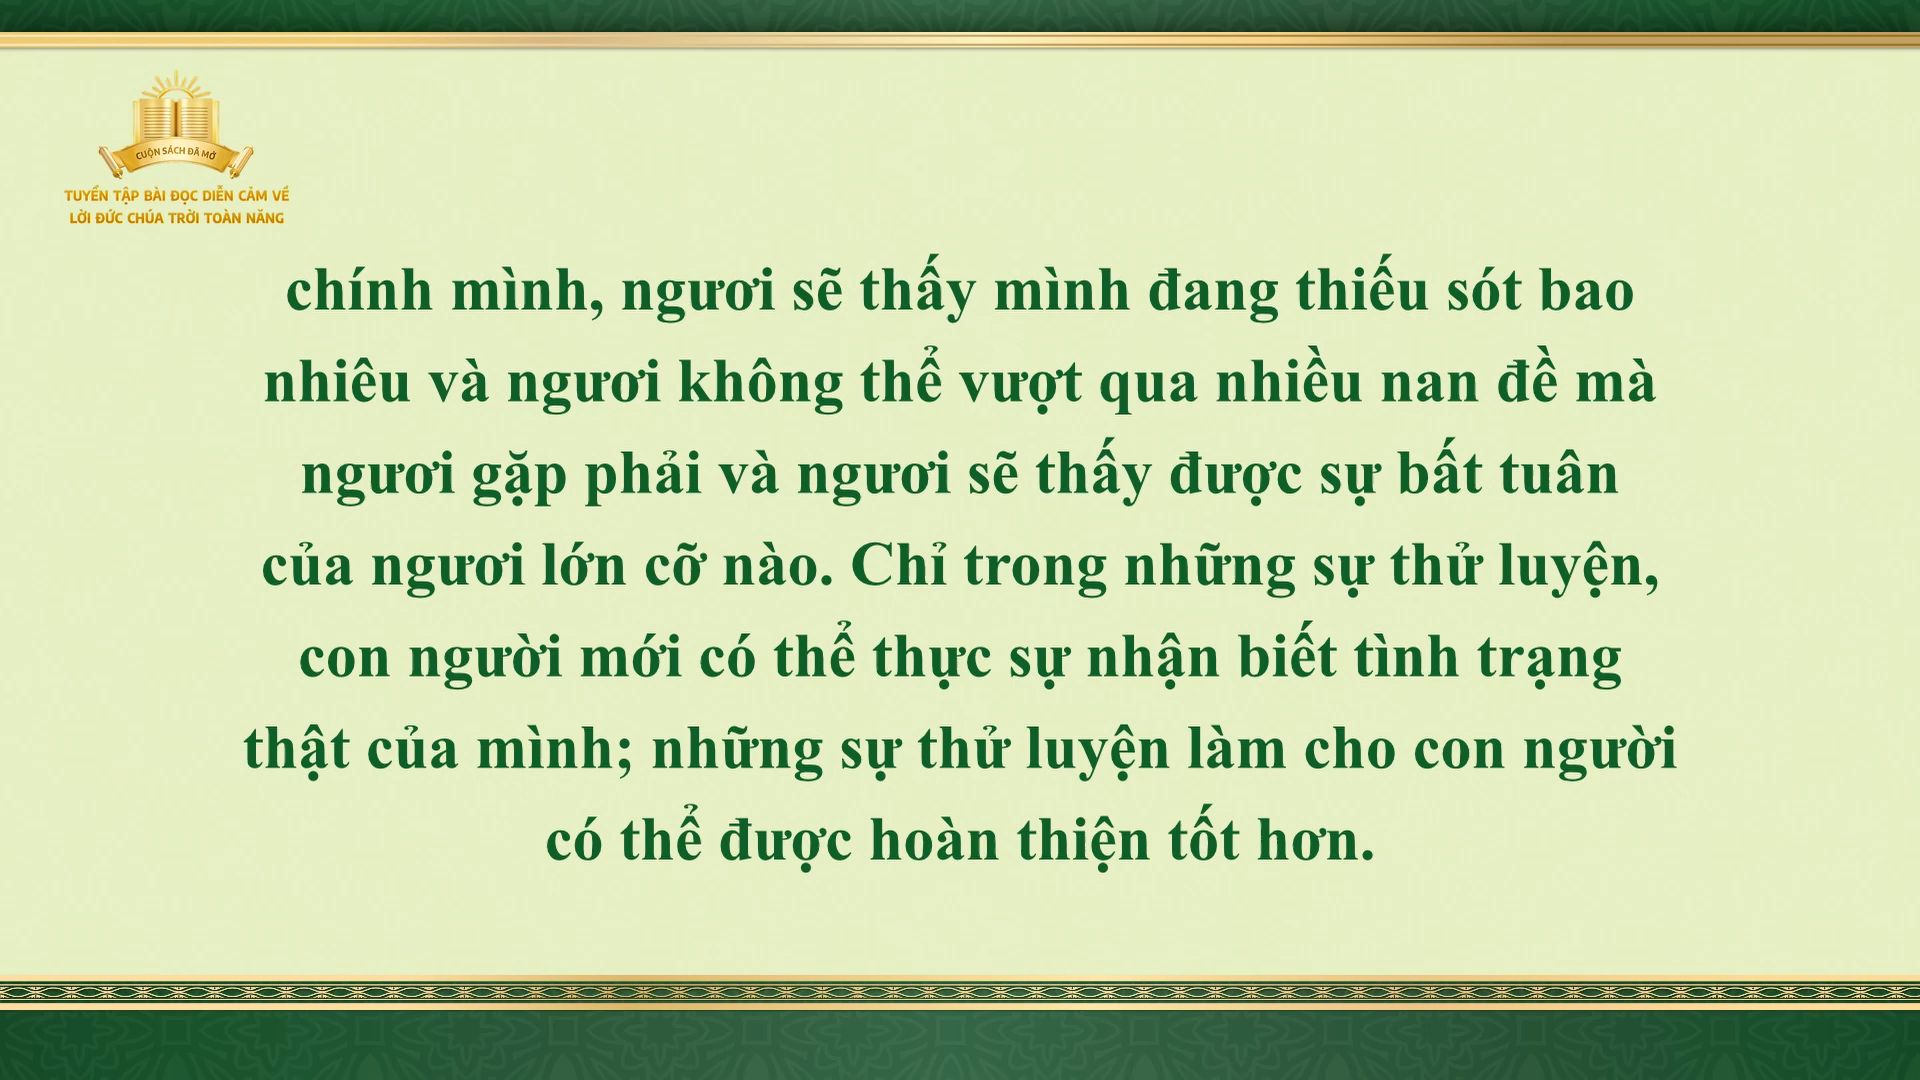 CUỘN SÁCH ĐÃ MỞ
TUYỂN TẬP BÀI ĐỌC DIỄN CẢM VỀ
LỜI ĐỨC CHÚA TRỜI TOÀN NĂNG
chính mình, ngươi sẽ thấy mình đang thiếu sót bao
nhiêu và ngươi không thể vượt qua nhiều nan đề mà
ngươi gặp phải và ngươi sẽ thấy được sự bất tuân
của ngươi lớn cỡ nào. Chỉ trong những sự thử luyện,
con người mới có thể thực sự nhận biết tình trạng
thật của mình; những sự thử luyện làm cho con người
có thể được hoàn thiện tốt hơn.